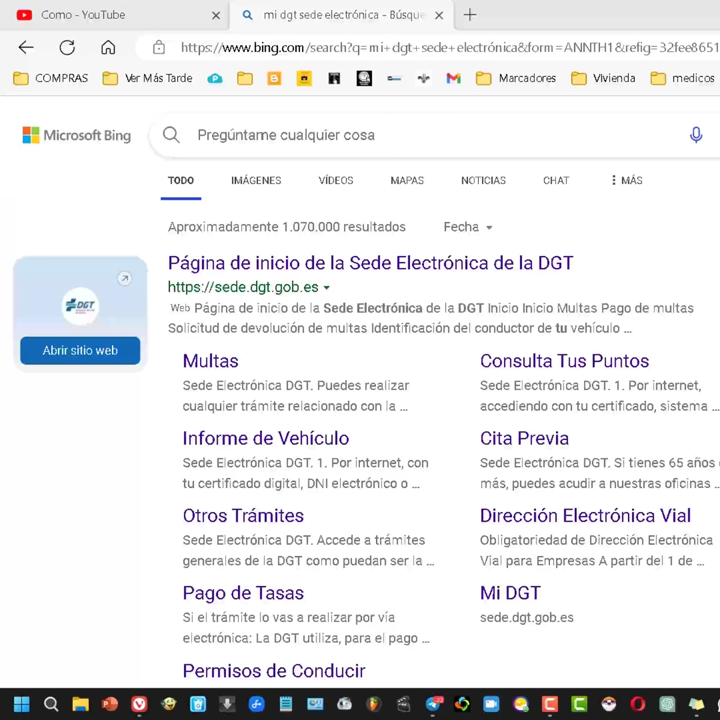 Como - YouTube
mi dgt sede electrónica - Búsque
https://www.bing.com/search?q=mi+dgt+sede+electrónica&form=ANNTH1&refig=32fee8651
COMPRAS
Ver Más Tarde
Marcadores
Vivienda
medicos
Microsoft Bing
Pregúntame cualquier cosa
TODO
IMÁGENES
VÍDEOS
MAPAS
NOTICIAS
CHAT
MÁS
Aproximadamente 1.070.000 resultados
Fecha
Página de inicio de la Sede Electrónica de la DGT
https://sede.dgt.gob.es
Web Página de inicio de la Sede Electrónica de la DGT Inicio Inicio Multas Pago de multas
Solicitud de devolución de multas Identificación del conductor de tu vehículo ...
DGT
Abrir sitio web
Multas
Sede Electrónica DGT. Puedes realizar
cualquier trámite relacionado con la ...
Consulta Tus Puntos
Sede Electrónica DGT. 1. Por internet,
accediendo con tu certificado, sistema ...
Informe de Vehículo
Sede Electrónica DGT. 1. Por internet, con
tu certificado digital, DNI electrónico o ...
Cita Previa
Sede Electrónica DGT. Si tienes 65 años o
más, puedes acudir a nuestras oficinas ...
Otros Trámites
Sede Electrónica DGT. Accede a trámites
generales de la DGT como puedan ser la ...
Dirección Electrónica Vial
Obligatoriedad de Dirección Electrónica
Vial para Empresas A partir del 1 de ...
Pago de Tasas
Si el trámite lo vas a realizar por vía
electrónica: La DGT utiliza, para el pago ...
Mi DGT
sede.dgt.gob.es
Permisos de Conducir